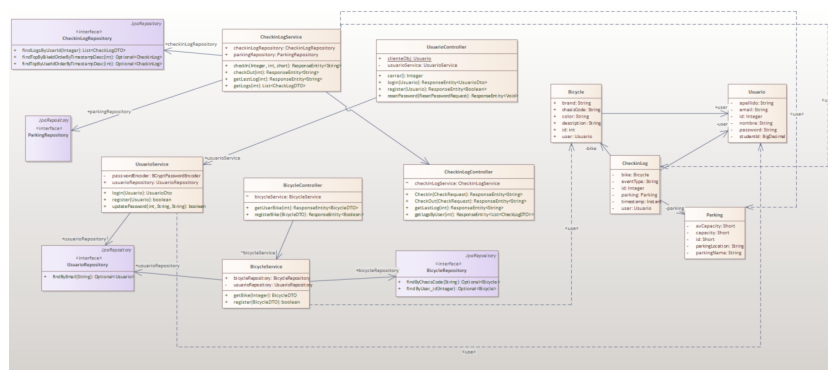 JpaRepository
«interface»
CheckinLogRepository
+ findLogsByUserId(Integer): List<CheckLogDTO>
+ findTopByBikeIdOrderByTimestampDesc(int): Optional<CheckinLog>
+ findTopByUserIdOrderByTimestampDesc(int): Optional<CheckinLog>
+checkinLogRepository
CheckinLogService
+ checkinLogRepository: CheckinLogRepository
+ parkingRepository: ParkingRepository
+ checkIn(Integer, int, short): ResponseEntity<String>
+ checkOut(int): ResponseEntity<String>
+ getLastLog(int): ResponseEntity<String>
+ getLogs(int): List<CheckLogDTO>
UsuarioController
+ clienteObj: Usuario
- usuarioService: UsuarioService
+ cerrar(): Integer
+ login(Usuario): ResponseEntity<UsuarioDto>
+ register(Usuario): ResponseEntity<Boolean>
+ resetPassword(ResetPasswordRequest): ResponseEntity<Void>
+parkingRepository
JpaRepository
«interface»
ParkingRepository
+usuarioService
Bicycle
- brand: String
- chasisCode: String
- color: String
- description: String
- id: int
- user: Usuario
Usuario
- apellido: String
- email: String
- id: Integer
- nombre: String
- password: String
- studentId: BigDecimal
-user
-user
«use»
-bike
CheckinLog
- bike: Bicycle
- eventType: String
- id: Integer
- parking: Parking
- timestamp: Instant
- user: Usuario
-parking
Parking
- avCapacity: Short
- capacity: Short
- id: Short
- parkingLocation: String
- parkingName: String
«use»
UsuarioService
- passwordEncoder: BCryptPasswordEncoder
+ usuarioRepository: UsuarioRepository
+ login(Usuario): UsuarioDto
+ register(Usuario): boolean
+ updatePassword(int, String, String): boolean
BicycleController
- bicycleService: BicycleService
+ getUserBike(int): ResponseEntity<BicycleDTO>
+ registerBike(BicycleDTO): ResponseEntity<Boolean>
CheckinLogController
+ checkinLogService: CheckinLogService
+ CheckIn(CheckRequest): ResponseEntity<String>
+ CheckOut(CheckRequest): ResponseEntity<String>
+ getLastLog(int): ResponseEntity<String>
+ getLogsByUser(int): ResponseEntity<List<CheckLogDTO>>
+usuarioRepository
JpaRepository
«interface»
UsuarioRepository
+ findByEmail(String): Optional<Usuario>
+usuarioRepository
-bicycleService
BicycleService
+ bicycleRepository: BicycleRepository
- usuarioRepository: UsuarioRepository
+ getBike(Integer): BicycleDTO
+ register(BicycleDTO): boolean
+bicycleRepository
JpaRepository
«interface»
BicycleRepository
+ findByChasisCode(String): Optional<Bicycle>
+ findByUser_id(Integer): Optional<Bicycle>
«use»
«use»